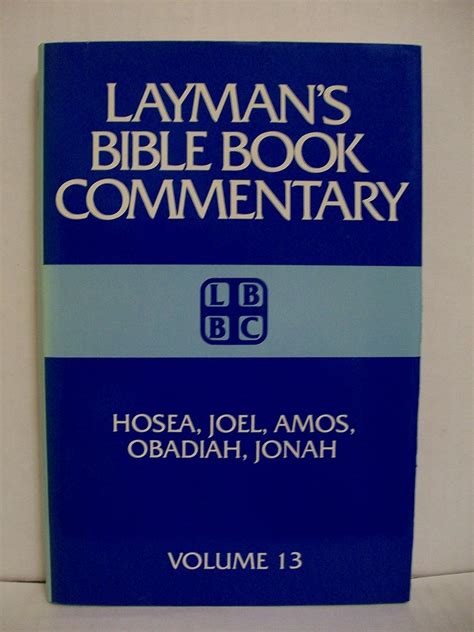 LAYMAN'S
BIBLE BOOK
COMMENTARY
L B
B C
HOSEA, JOEL, AMOS,
OBADIAH, JONAH
VOLUME 13